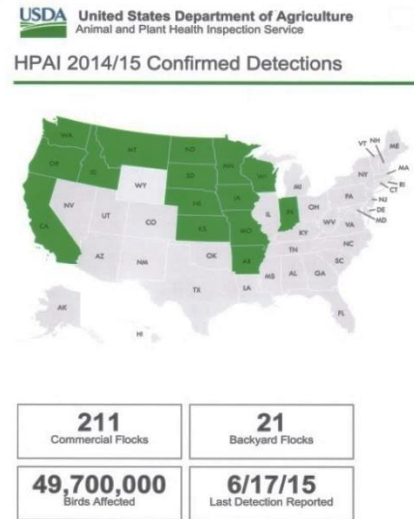 USDA
United States Department of Agriculture
Animal and Plant Health Inspection Service
HPAI 2014/15 Confirmed Detections
WA
MT
ND
MN
OR
ID
SD
WI
WY
NE
IA
MI
VT
NH
ME
NY
MA
RI
CT
NJ
PA
DE
MD
NV
UT
CO
CA
KS
MO
IL
IN
OH
WV
VA
KY
NC
TN
AZ
NM
OK
AR
SC
MS
AL
GA
TX
LA
FL
AK
HI
211
Commercial Flocks
21
Backyard Flocks
49,700,000
Birds Affected
6/17/15
Last Detection Reported